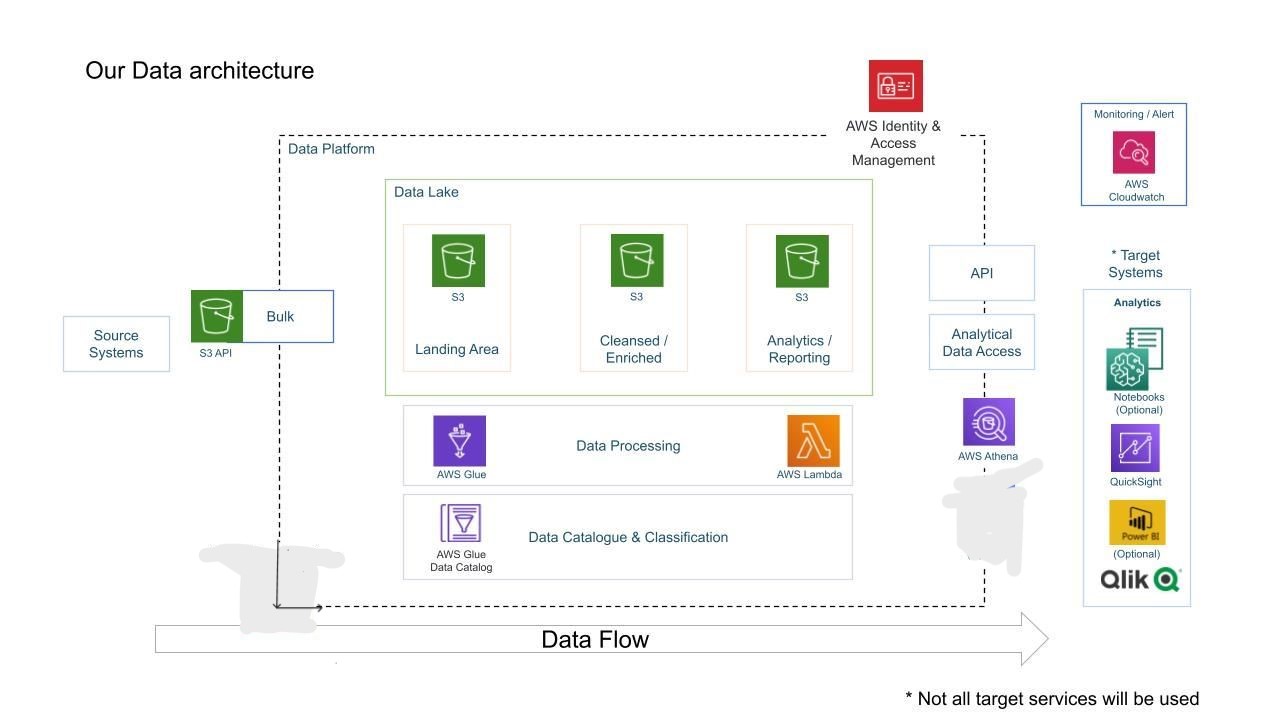 Our Data architecture
AWS Identity &
Access
Management
Monitoring / Alert
AWS
Cloudwatch
Data Platform
Data Lake
S3
Landing Area
S3
Cleansed /
Enriched
S3
Analytics /
Reporting
Source
Systems
S3 API
Bulk
API
Analytical
Data Access
AWS Athena
* Target
Systems
Analytics
Notebooks
(Optional)
QuickSight
Power BI
(Optional)
Qlik Q
AWS Glue
Data Processing
AWS Lambda
AWS Glue
Data Catalog
Data Catalogue & Classification
Data Flow
* Not all target services will be used